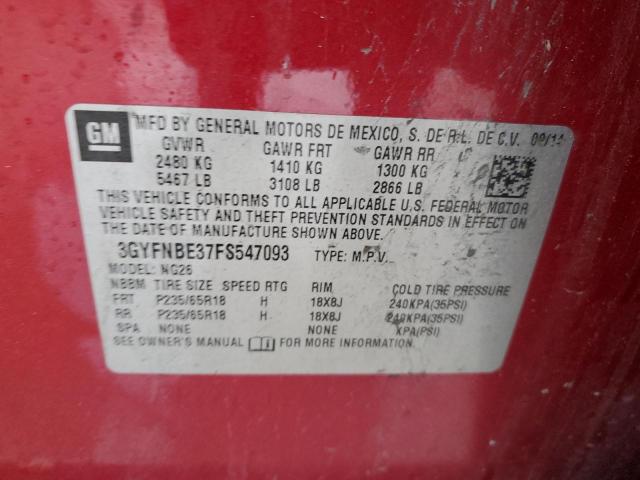 GM
MFD BY GENERAL MOTORS DE MEXICO, S. DE R.L. DE C.V. 09/14
GVWR GAWR FRT GAWR RR
2480 KG 1410 KG 1300 KG
5467 LB 3108 LB 2866 LB
THIS VEHICLE CONFORMS TO ALL APPLICABLE U.S. FEDERAL MOTOR
VEHICLE SAFETY AND THEFT PREVENTION STANDARDS IN EFFECT ON
THE DATE OF MANUFACTURE SHOWN ABOVE.
3GYFNBE37FS547093 TYPE: M.P.V.
MODEL: NG26
NBBM TIRE SIZE SPEED RTG RIM COLD TIRE PRESSURE
FRT P235/65R18 H 18X8J 240KPA(35PSI)
RR P235/65R18 H 18X8J 240KPA(35PSI)
SPA NONE NONE KPA(PSI)
SEE OWNER'S MANUAL FOR MORE INFORMATION.